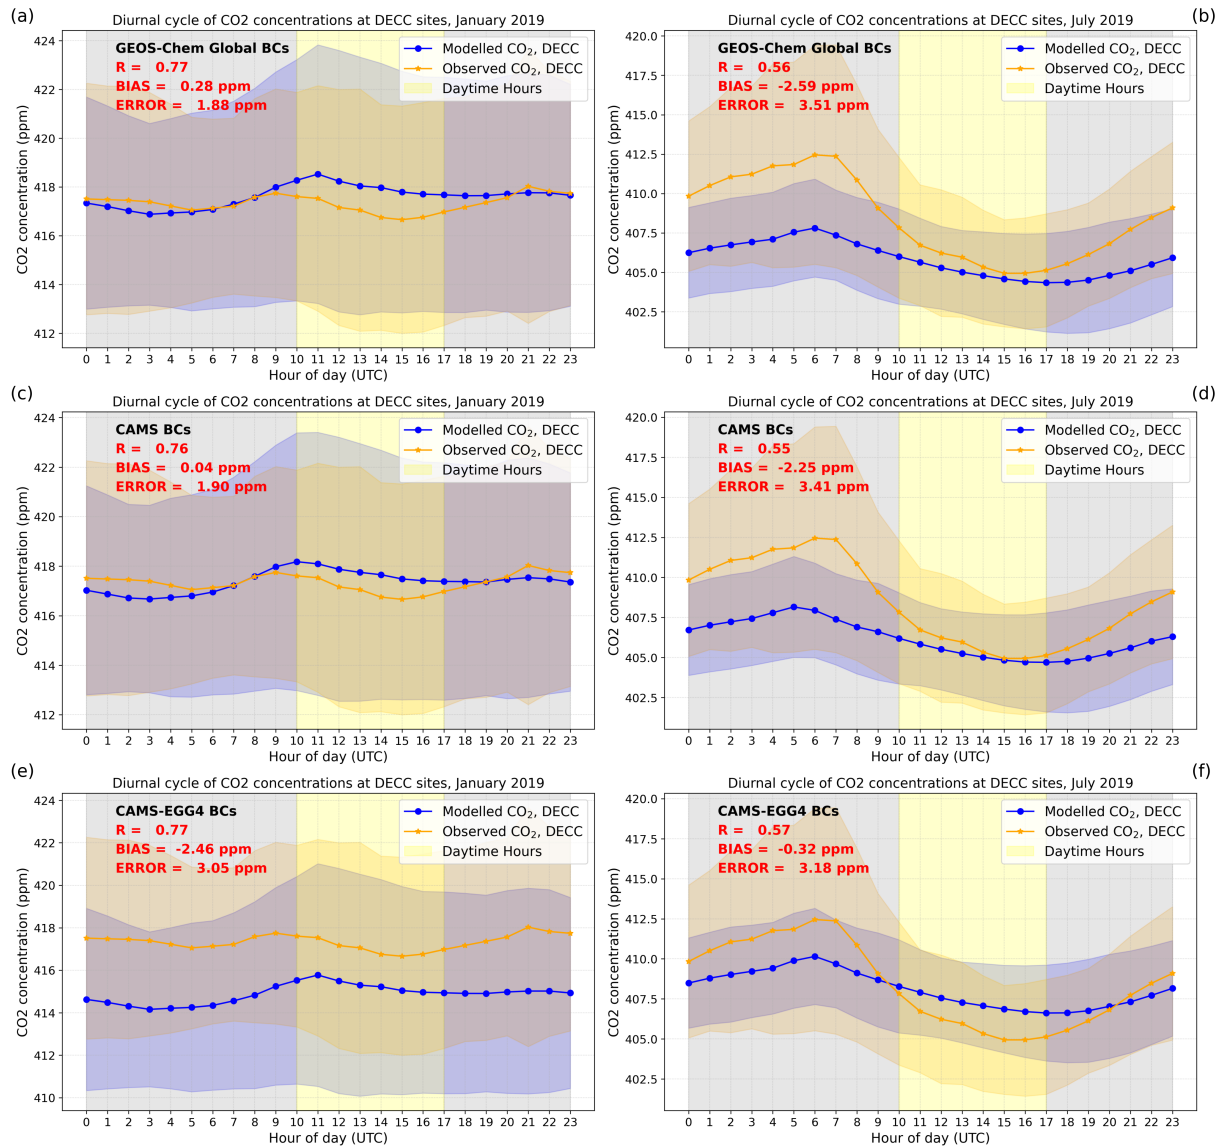 (a)
Diurnal cycle of CO2 concentrations at DECC sites, January 2019
GEOS-Chem Global BCs
R = 0.77
BIAS = 0.28 ppm
ERROR = 1.88 ppm
Modelled CO₂, DECC
Observed CO₂, DECC
Daytime Hours
CO2 concentration (ppm)
424
422
420
418
416
414
412
0 1 2 3 4 5 6 7 8 9 10 11 12 13 14 15 16 17 18 19 20 21 22 23
Hour of day (UTC)
(b)
Diurnal cycle of CO2 concentrations at DECC sites, July 2019
GEOS-Chem Global BCs
R = 0.56
BIAS = -2.59 ppm
ERROR = 3.51 ppm
Modelled CO₂, DECC
Observed CO₂, DECC
Daytime Hours
CO2 concentration (ppm)
420.0
417.5
415.0
412.5
410.0
407.5
405.0
402.5
0 1 2 3 4 5 6 7 8 9 10 11 12 13 14 15 16 17 18 19 20 21 22 23
Hour of day (UTC)
(c)
Diurnal cycle of CO2 concentrations at DECC sites, January 2019
CAMS BCs
R = 0.76
BIAS = 0.04 ppm
ERROR = 1.90 ppm
Modelled CO₂, DECC
Observed CO₂, DECC
Daytime Hours
CO2 concentration (ppm)
424
422
420
418
416
414
412
0 1 2 3 4 5 6 7 8 9 10 11 12 13 14 15 16 17 18 19 20 21 22 23
Hour of day (UTC)
(d)
Diurnal cycle of CO2 concentrations at DECC sites, July 2019
CAMS BCs
R = 0.55
BIAS = -2.25 ppm
ERROR = 3.41 ppm
Modelled CO₂, DECC
Observed CO₂, DECC
Daytime Hours
CO2 concentration (ppm)
420.0
417.5
415.0
412.5
410.0
407.5
405.0
402.5
0 1 2 3 4 5 6 7 8 9 10 11 12 13 14 15 16 17 18 19 20 21 22 23
Hour of day (UTC)
(e)
Diurnal cycle of CO2 concentrations at DECC sites, January 2019
CAMS-EGG4 BCs
R = 0.77
BIAS = -2.46 ppm
ERROR = 3.05 ppm
Modelled CO₂, DECC
Observed CO₂, DECC
Daytime Hours
CO2 concentration (ppm)
424
422
420
418
416
414
412
410
0 1 2 3 4 5 6 7 8 9 10 11 12 13 14 15 16 17 18 19 20 21 22 23
Hour of day (UTC)
(f)
Diurnal cycle of CO2 concentrations at DECC sites, July 2019
CAMS-EGG4 BCs
R = 0.57
BIAS = -0.32 ppm
ERROR = 3.18 ppm
Modelled CO₂, DECC
Observed CO₂, DECC
Daytime Hours
CO2 concentration (ppm)
420.0
417.5
415.0
412.5
410.0
407.5
405.0
402.5
0 1 2 3 4 5 6 7 8 9 10 11 12 13 14 15 16 17 18 19 20 21 22 23
Hour of day (UTC)